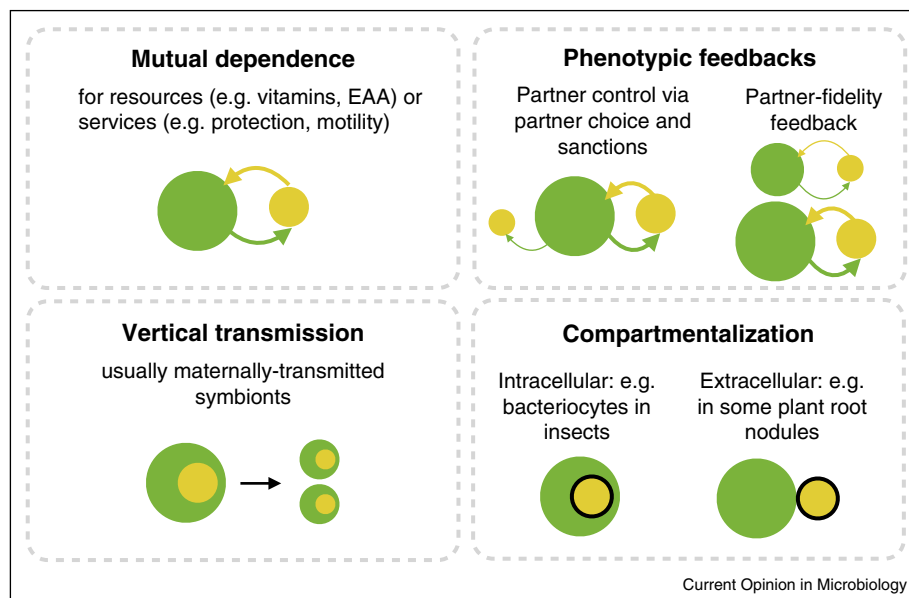 Mutual dependence
for resources (e.g. vitamins, EAA) or
services (e.g. protection, motility)
Phenotypic feedbacks
Partner control via
partner choice and
sanctions
Partner-fidelity
feedback
Vertical transmission
usually maternally-transmitted
symbionts
Compartmentalization
Intracellular: e.g.
bacteriocytes in
insects
Extracellular: e.g.
in some plant root
nodules
Current Opinion in Microbiology